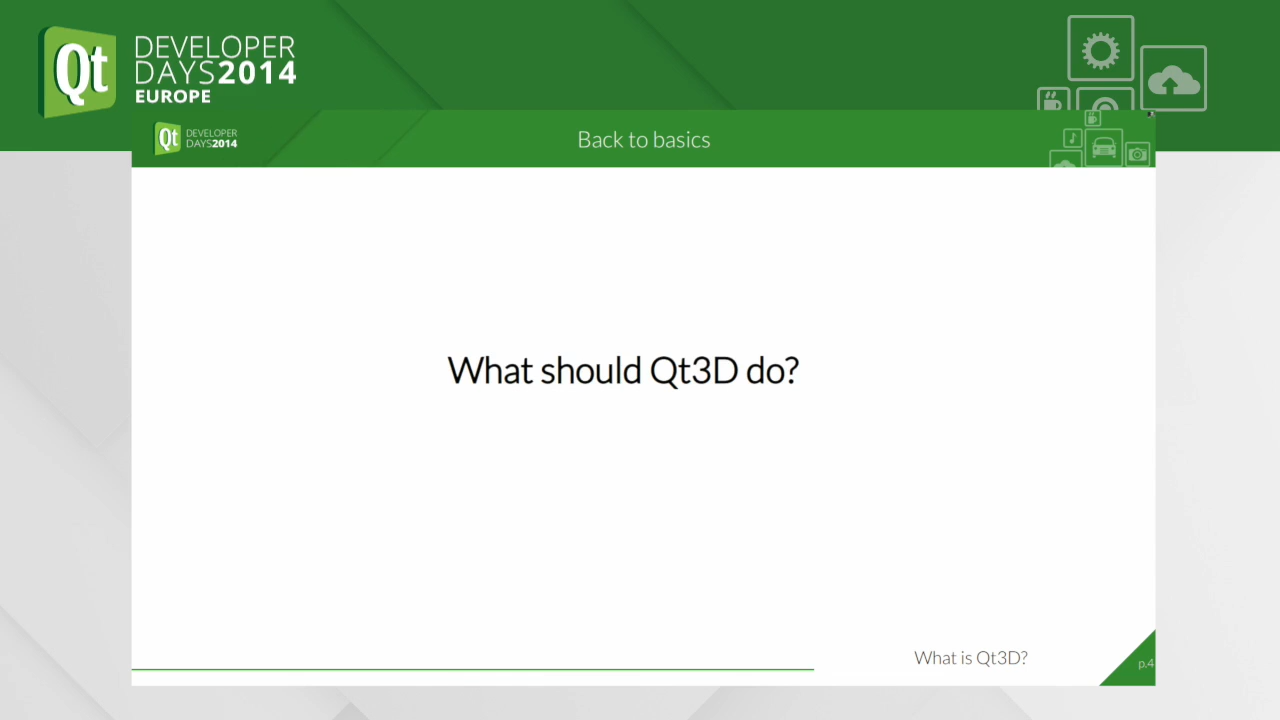 Qt
DEVELOPER
DAYS2014
EUROPE
Qt
DEVELOPER
DAYS2014
Back to basics
What should Qt3D do?
What is Qt3D?
p.4